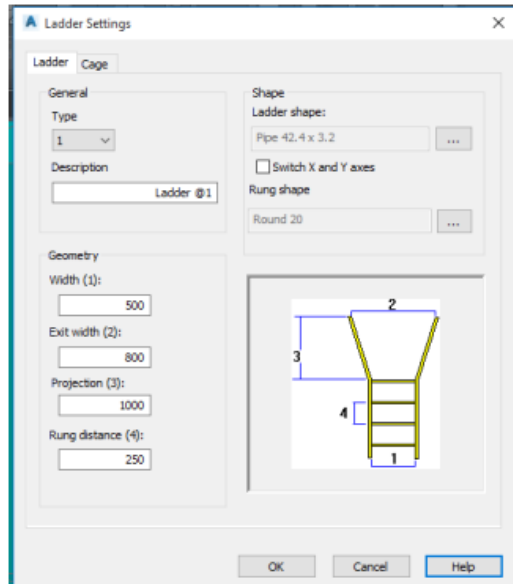 Ladder Settings
Ladder
Cage
General
Type
1
Description
Ladder @1
Shape
Ladder shape:
Pipe 42.4 x 3.2
...
Switch X and Y axes
Rung shape
Round 20
...
Geometry
Width (1):
500
Exit width (2):
800
Projection (3):
1000
Rung distance (4):
250
2
3
4
1
OK
Cancel
Help